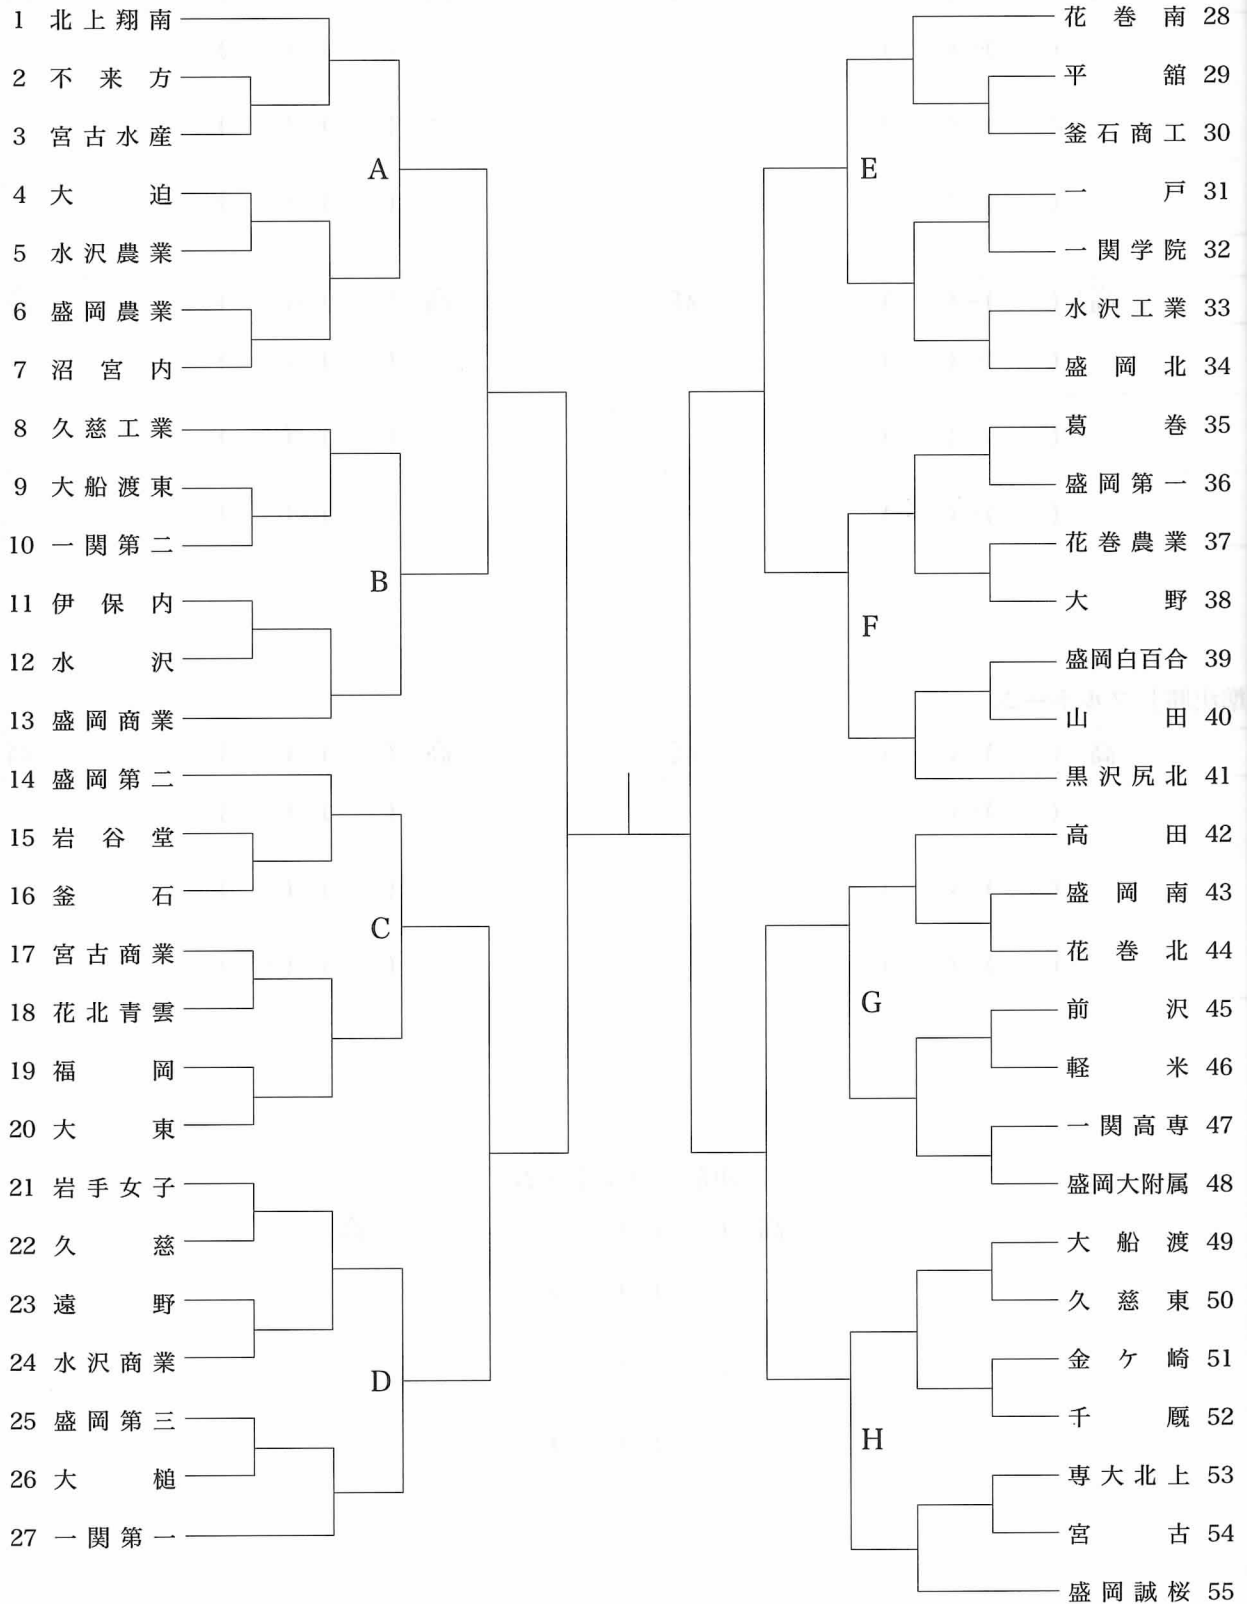 1 北上翔南
2 不来方
3 宮古水産
4 大迫
5 水沢農業
6 盛岡農業
7 沼宮内
8 久慈工業
9 大船渡東
10 一関第二
11 伊保内
12 水沢
13 盛岡商業
14 盛岡第二
15 岩谷堂
16 釜石
17 宮古商業
18 花北青雲
19 福岡
20 大東
21 岩手女子
22 久慈
23 遠野
24 水沢商業
25 盛岡第三
26 大槌
27 一関第一
A
B
C
D
E
F
G
H
花巻南 28
平舘 29
釜石商工 30
一戸 31
一関学院 32
水沢工業 33
盛岡北 34
葛巻 35
盛岡第一 36
花巻農業 37
大野 38
盛岡白百合 39
山田 40
黒沢尻北 41
高田 42
盛岡南 43
花巻北 44
前沢 45
軽米 46
一関高専 47
盛岡大附属 48
大船渡 49
久慈東 50
金ケ崎 51
千厩 52
専大北上 53
宮古 54
盛岡誠桜 55